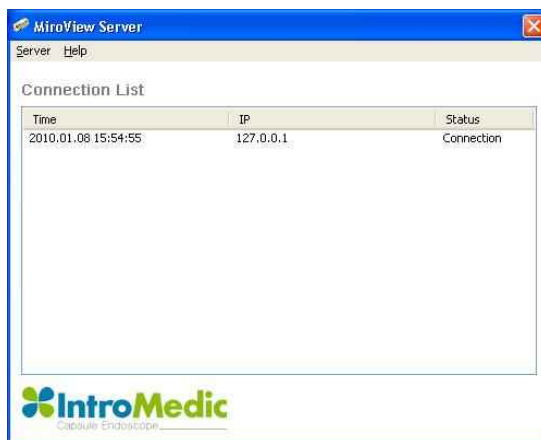 MiroView Server
Server Help
Connection List
Time IP Status
2010.01.08 15:54:55 127.0.0.1 Connection
IntroMedic
Capsule Endoscope